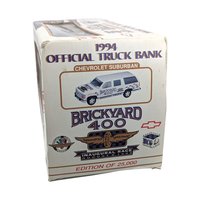 1994
OFFICIAL TRUCK BANK
CHEVROLET SUBURBAN
BRICKYARD
400
INAUGURAL RACE
EDITION OF 25,000